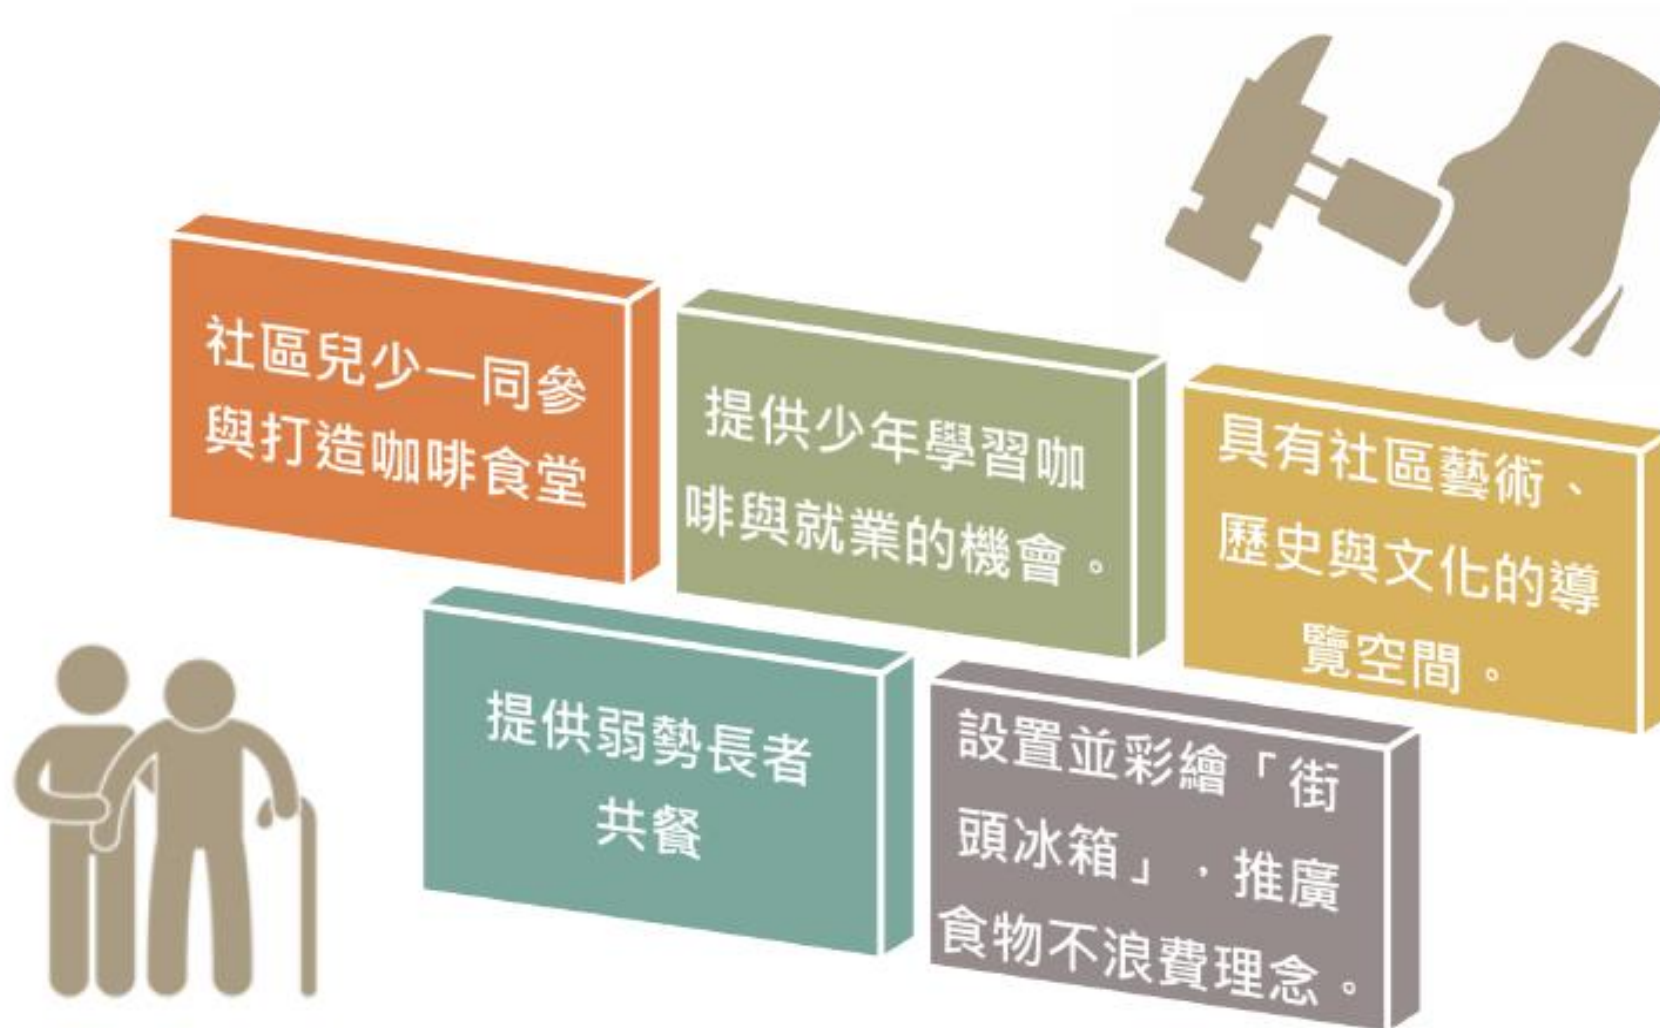 社區兒少一同參
與打造咖啡食堂
提供少年學習咖
啡與就業的機會。
具有社區藝術、
歷史與文化的導
覽空間。
提供弱勢長者
共餐
設置並彩繪「街
頭冰箱」，推廣
食物不浪費理念。